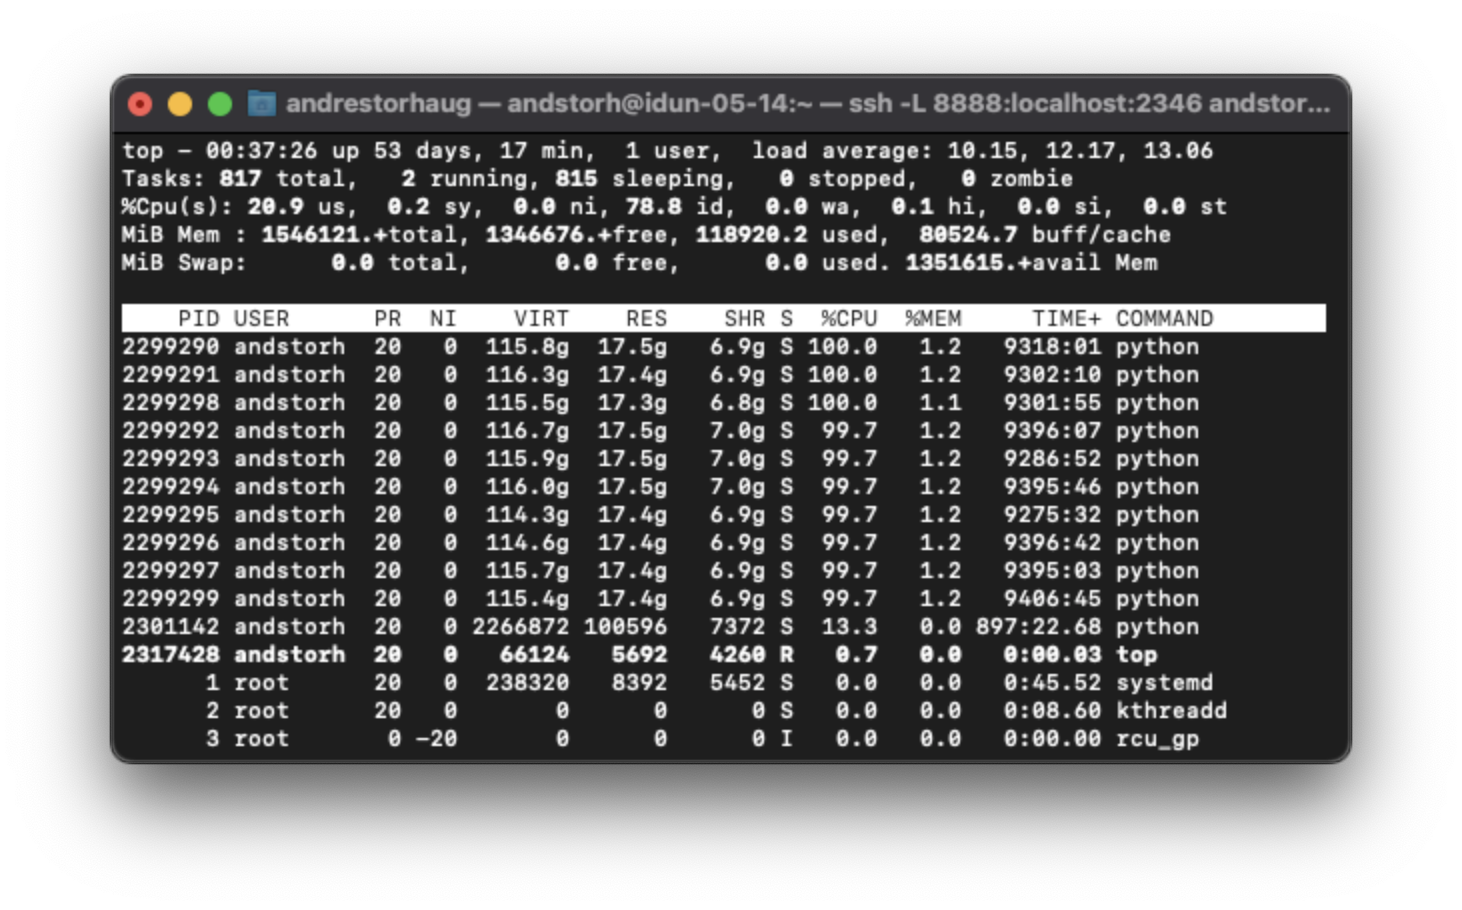 andrestorhaug — andstorh@idun-05-14:~ — ssh -L 8888:localhost:2346 andstor...
top - 00:37:26 up 53 days, 17 min,  1 user,  load average: 10.15, 12.17, 13.06
Tasks: 817 total,   2 running, 815 sleeping,   0 stopped,   0 zombie
%Cpu(s): 20.9 us,  0.2 sy,  0.0 ni, 78.8 id,  0.0 wa,  0.1 hi,  0.0 si,  0.0 st
MiB Mem : 1546121.+total, 1346676.+free, 118920.2 used,  80524.7 buff/cache
MiB Swap:      0.0 total,      0.0 free,      0.0 used. 1351615.+avail Mem
PID USER      PR  NI    VIRT    RES    SHR S  %CPU  %MEM     TIME+ COMMAND
2299290 andstorh  20   0  115.8g  17.5g   6.9g S 100.0   1.2   9318:01 python
2299291 andstorh  20   0  116.3g  17.4g   6.9g S 100.0   1.2   9302:10 python
2299298 andstorh  20   0  115.5g  17.3g   6.8g S 100.0   1.1   9301:55 python
2299292 andstorh  20   0  116.7g  17.5g   7.0g S  99.7   1.2   9396:07 python
2299293 andstorh  20   0  115.9g  17.5g   7.0g S  99.7   1.2   9286:52 python
2299294 andstorh  20   0  116.0g  17.5g   7.0g S  99.7   1.2   9395:46 python
2299295 andstorh  20   0  114.3g  17.4g   6.9g S  99.7   1.2   9275:32 python
2299296 andstorh  20   0  114.6g  17.4g   6.9g S  99.7   1.2   9396:42 python
2299297 andstorh  20   0  115.7g  17.4g   6.9g S  99.7   1.2   9395:03 python
2299299 andstorh  20   0  115.4g  17.4g   6.9g S  99.7   1.2   9406:45 python
2301142 andstorh  20   0 2266872 100596   7372 S  13.3   0.0 897:22.68 python
2317428 andstorh  20   0   66124   5692   4260 R   0.7   0.0   0:00.03 top
1 root      20   0  238320   8392   5452 S   0.0   0.0   0:45.52 systemd
2 root      20   0       0      0      0 S   0.0   0.0   0:08.60 kthreadd
3 root       0 -20       0      0      0 I   0.0   0.0   0:00.00 rcu_gp